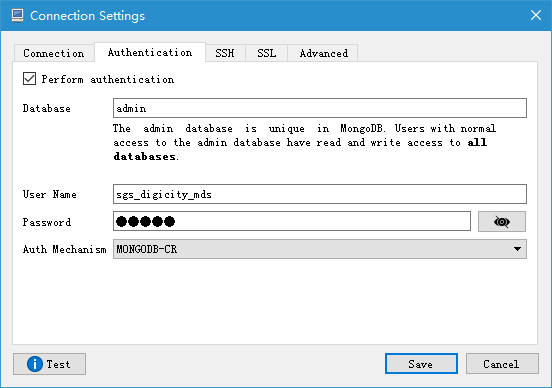 Connection Settings
Connection Authentication SSH SSL Advanced
Perform authentication
Database admin
The admin database is unique in MongoDB. Users with normal
access to the admin database have read and write access to all
databases.
User Name sgs_digicity_mds
Password ●●●●●
Auth Mechanism MONGODB-CR
Test Save Cancel